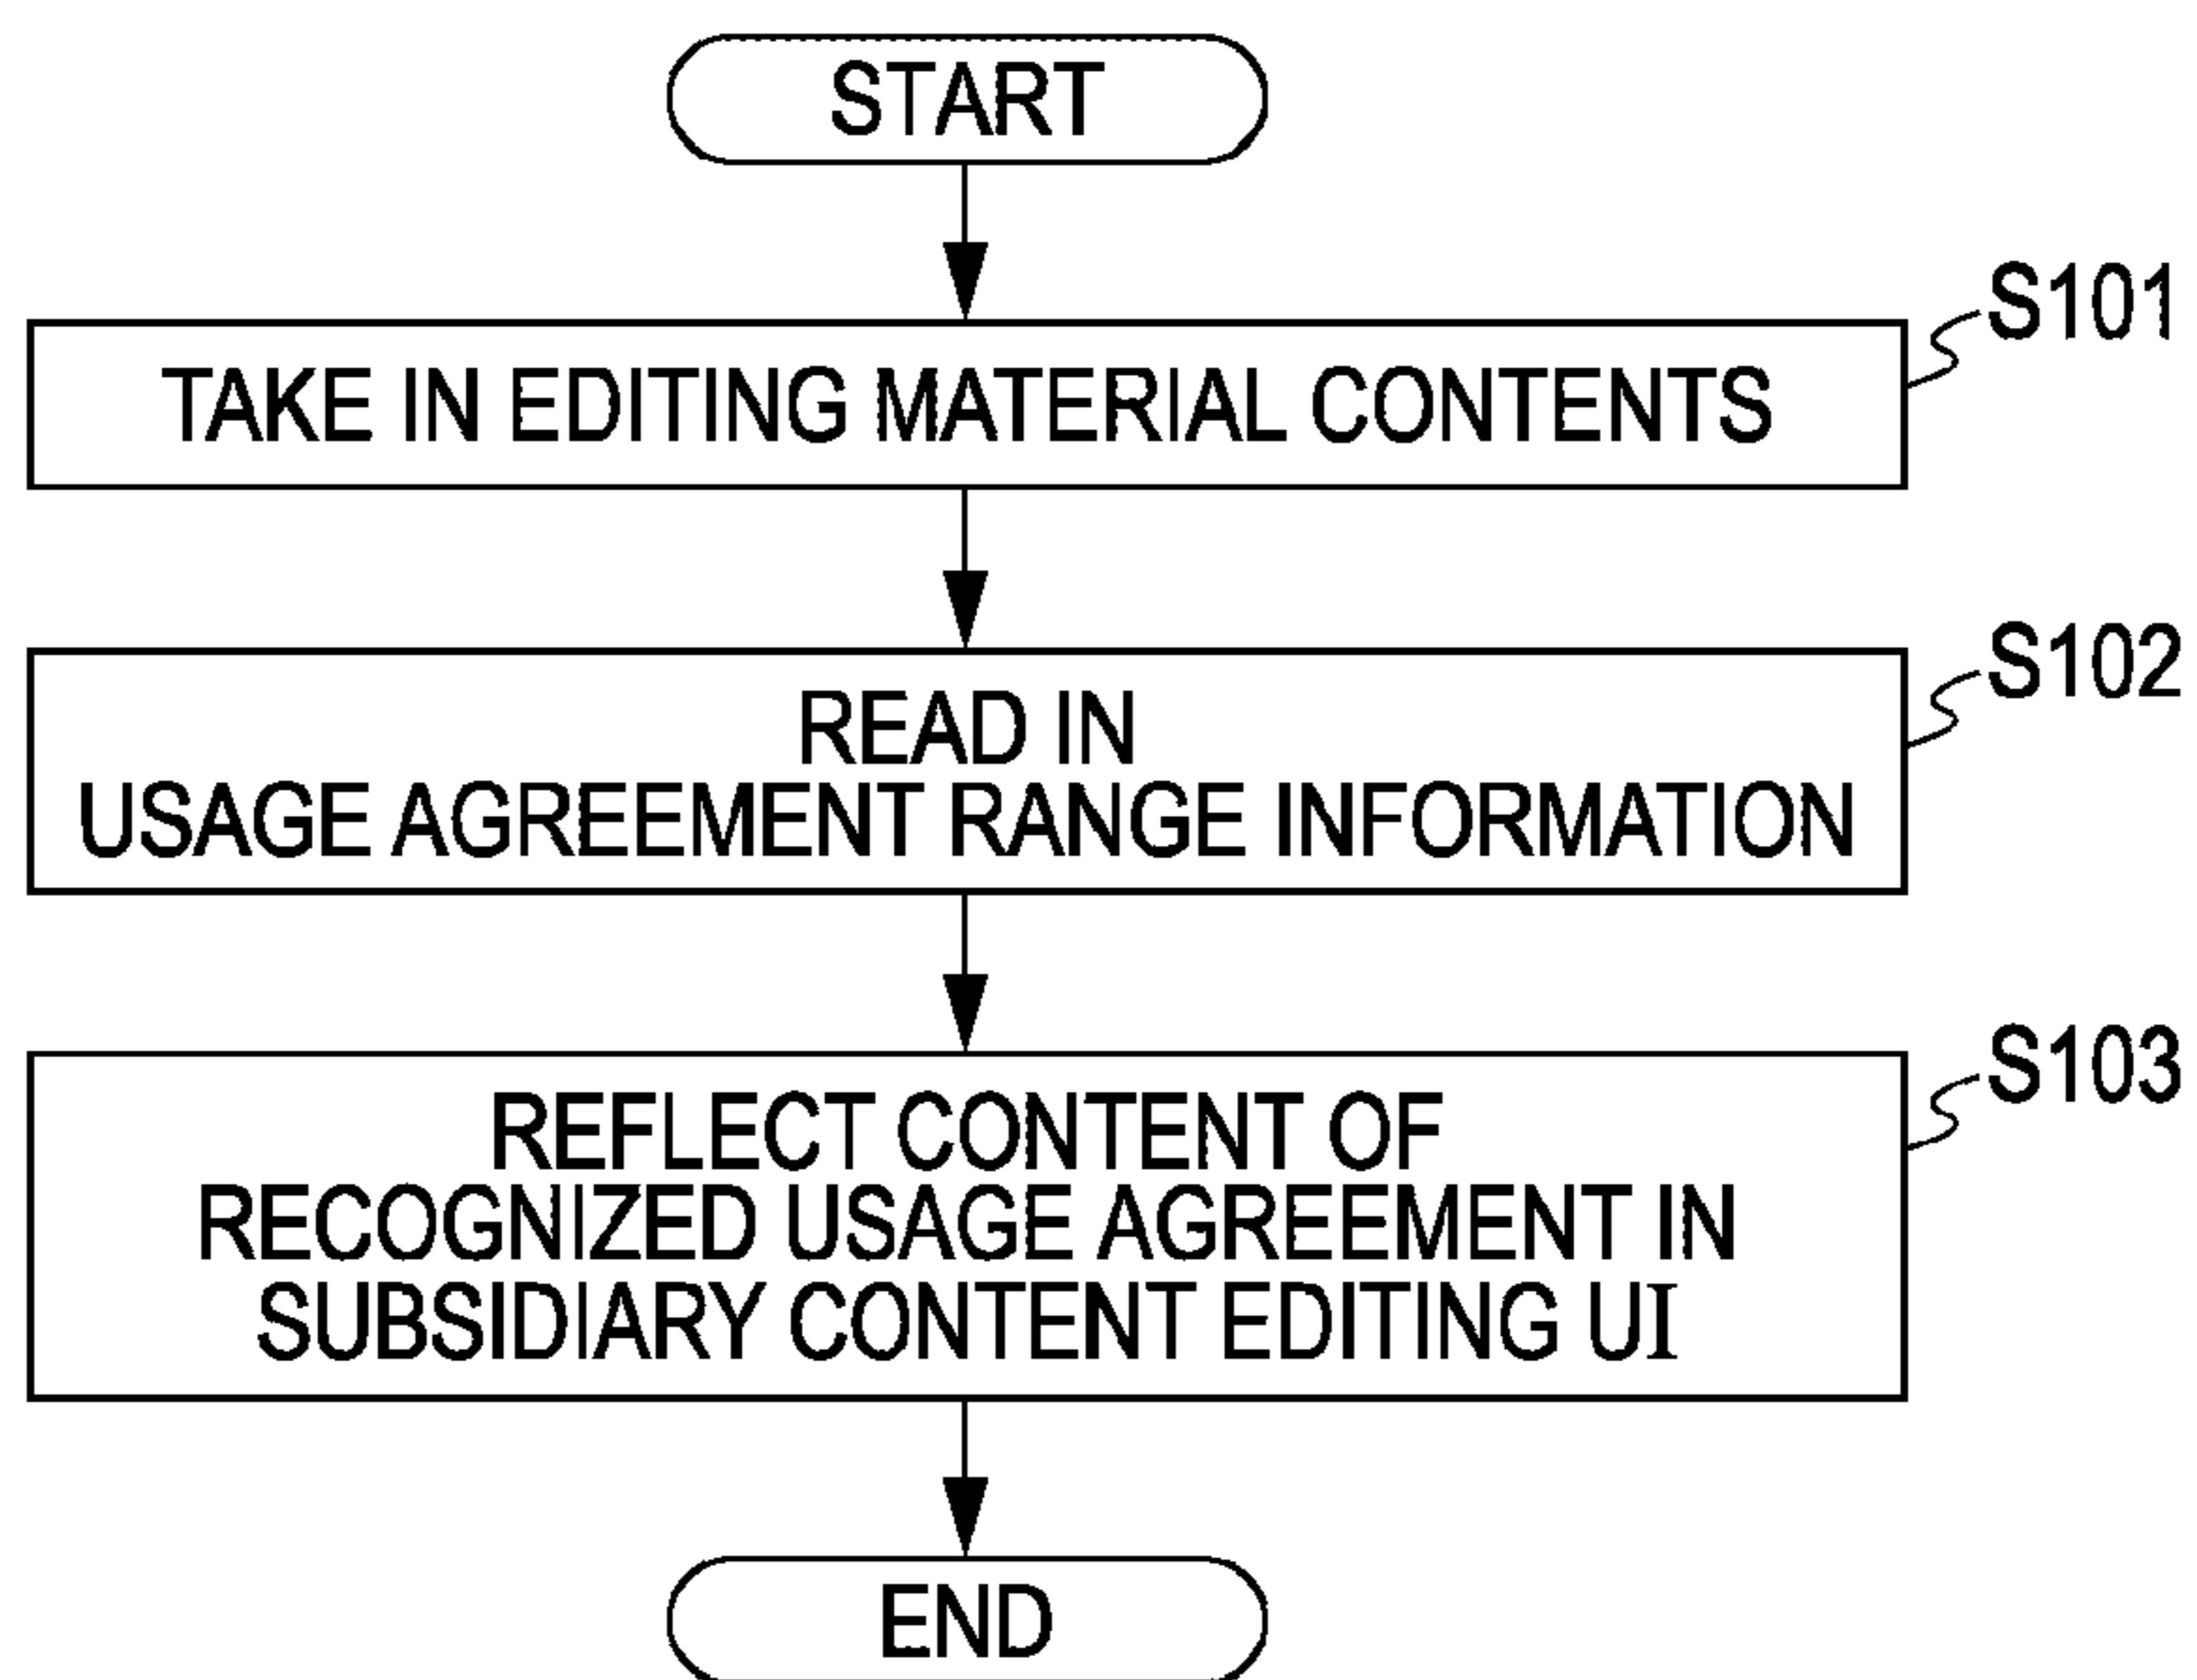 START
S101
TAKE IN EDITING MATERIAL CONTENTS
S102
READ IN
USAGE AGREEMENT RANGE INFORMATION
S103
REFLECT CONTENT OF
RECOGNIZED USAGE AGREEMENT IN
SUBSIDIARY CONTENT EDITING UI
END